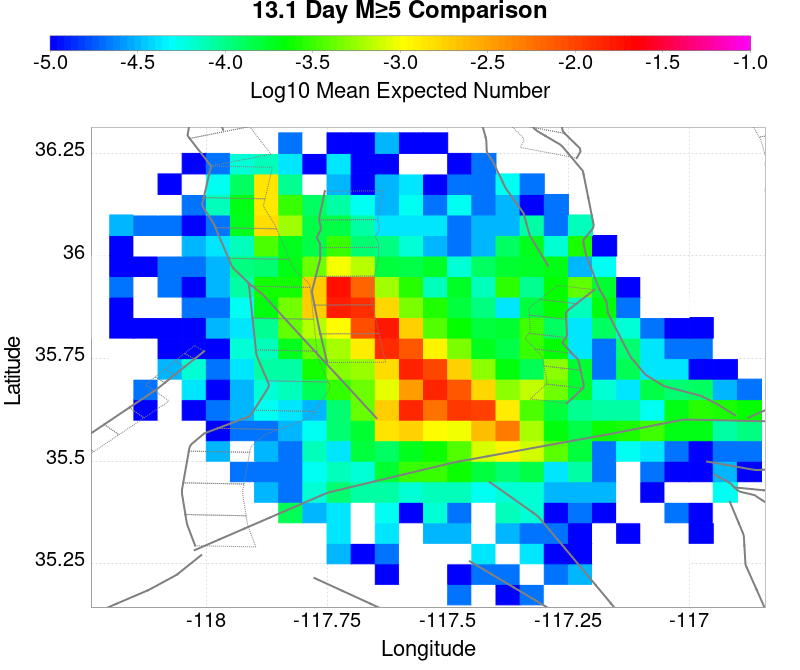 13.1 Day M≥5 Comparison
-5.0 -4.5 -4.0 -3.5 -3.0 -2.5 -2.0 -1.5 -1.0
Log10 Mean Expected Number
36.25
36
35.75
35.5
35.25
Latitude
-118 -117.75 -117.5 -117.25 -117
Longitude